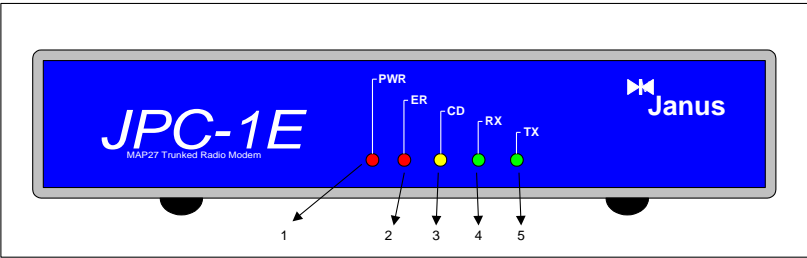 PWR
ER
CD
RX
TX
JPC-1E
MAP27 Trunked Radio Modem
Janus
1
2
3
4
5